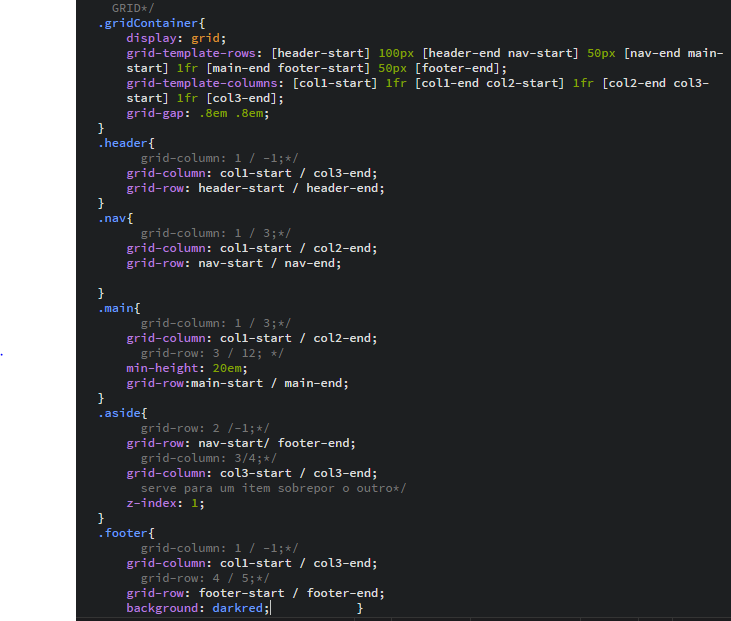 GRID*/
.gridContainer{
display: grid;
grid-template-rows: [header-start] 100px [header-end nav-start] 50px [nav-end main-
start] 1fr [main-end footer-start] 50px [footer-end];
grid-template-columns: [col1-start] 1fr [col1-end col2-start] 1fr [col2-end col3-
start] 1fr [col3-end];
grid-gap: .8em .8em;
}
.header{
grid-column: 1 / -1;*/
grid-column: col1-start / col3-end;
grid-row: header-start / header-end;
}
.nav{
grid-column: 1 / 3;*/
grid-column: col1-start / col2-end;
grid-row: nav-start / nav-end;
}
.main{
grid-column: 1 / 3;*/
grid-column: col1-start / col2-end;
grid-row: 3 / 12; */
min-height: 20em;
grid-row:main-start / main-end;
}
.aside{
grid-row: 2 /-1;*/
grid-row: nav-start/ footer-end;
grid-column: 3/4;*/
grid-column: col3-start / col3-end;
serve para um item sobrepor o outro*/
z-index: 1;
}
.footer{
grid-column: 1 / -1;*/
grid-column: col1-start / col3-end;
grid-row: 4 / 5;*/
grid-row: footer-start / footer-end;
background: darkred; }